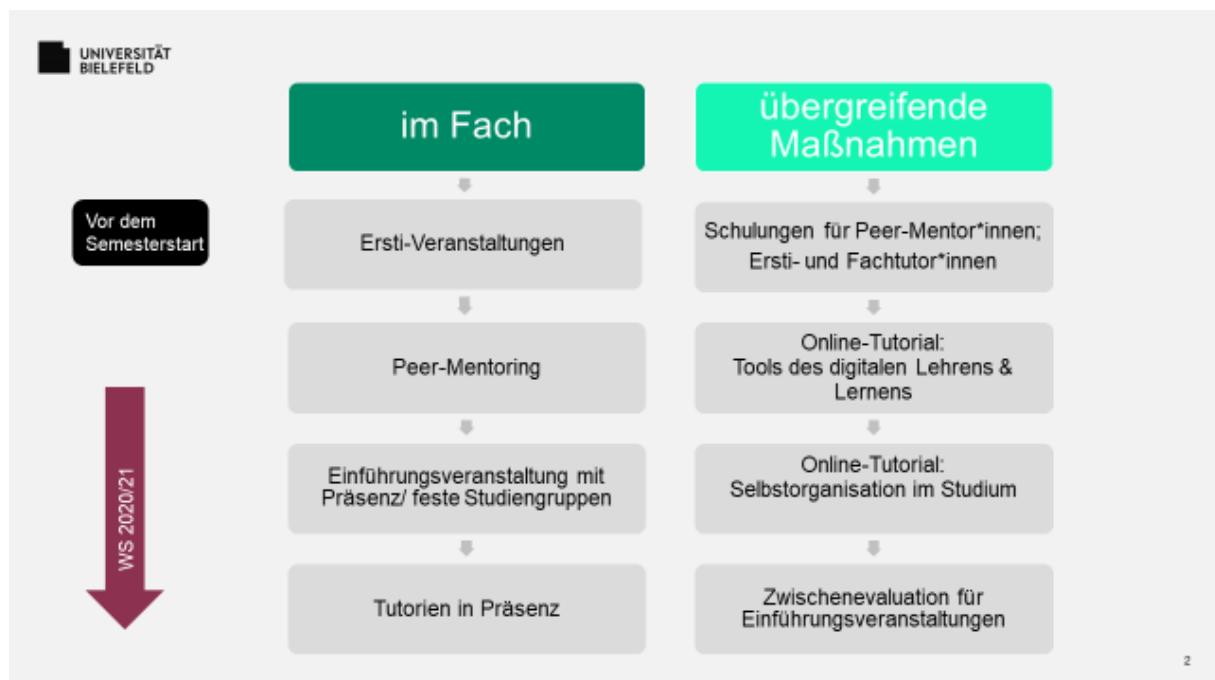 UNIVERSITÄT
BIELEFELD
im Fach
übergreifende
Maßnahmen
Vor dem
Semesterstart
Ersti-Veranstaltungen
Schulungen für Peer-Mentor*innen;
Ersti- und Fachtutor*innen
Peer-Mentoring
Online-Tutorial:
Tools des digitalen Lehrens &
Lernens
WS 2020/21
Einführungsveranstaltung mit
Präsenz/ feste Studiengruppen
Online-Tutorial:
Selbstorganisation im Studium
Tutorien in Präsenz
Zwischenevaluation für
Einführungsveranstaltungen
2